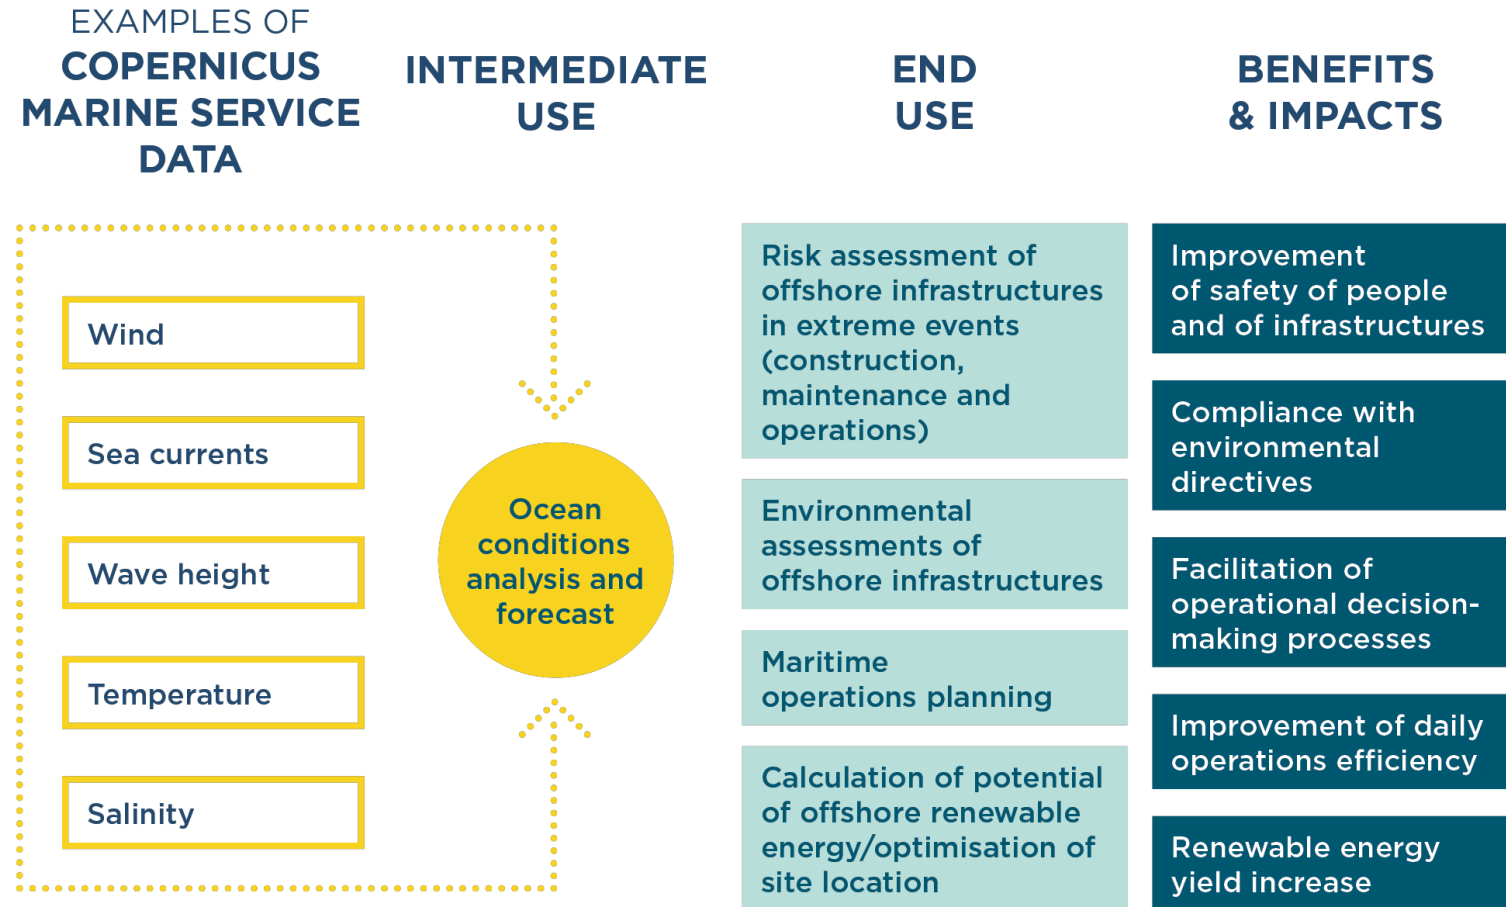 EXAMPLES OF
COPERNICUS
MARINE SERVICE
DATA
INTERMEDIATE
USE
END
USE
BENEFITS
& IMPACTS
Wind
Sea currents
Wave height
Temperature
Salinity
Ocean
conditions
analysis and
forecast
Risk assessment of
offshore infrastructures
in extreme events
(construction,
maintenance and
operations)
Environmental
assessments of
offshore infrastructures
Maritime
operations planning
Calculation of potential
of offshore renewable
energy/optimisation of
site location
Improvement
of safety of people
and of infrastructures
Compliance with
environmental
directives
Facilitation of
operational decision-
making processes
Improvement of daily
operations efficiency
Renewable energy
yield increase